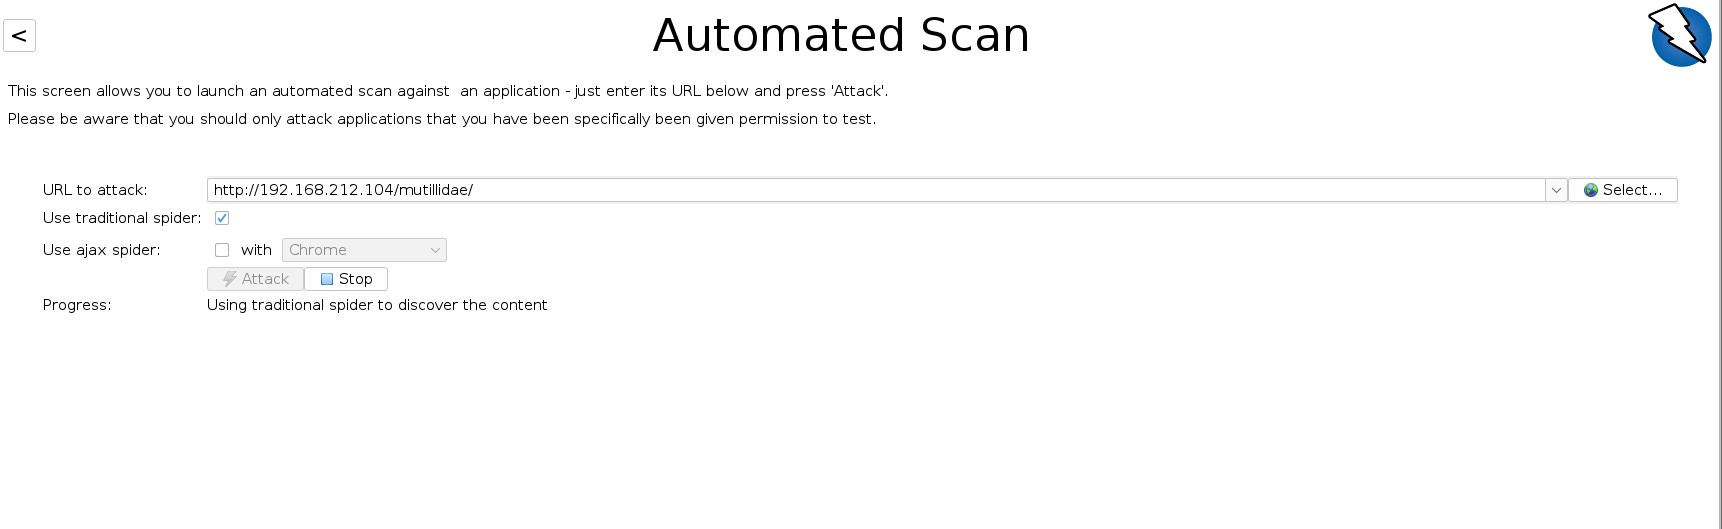 <
Automated Scan
This screen allows you to launch an automated scan against  an application - just enter its URL below and press 'Attack'.
Please be aware that you should only attack applications that you have been specifically been given permission to test.
URL to attack: http://192.168.212.104/mutillidae/ Select...
Use traditional spider:
Use ajax spider: with Chrome
Attack Stop
Progress: Using traditional spider to discover the content